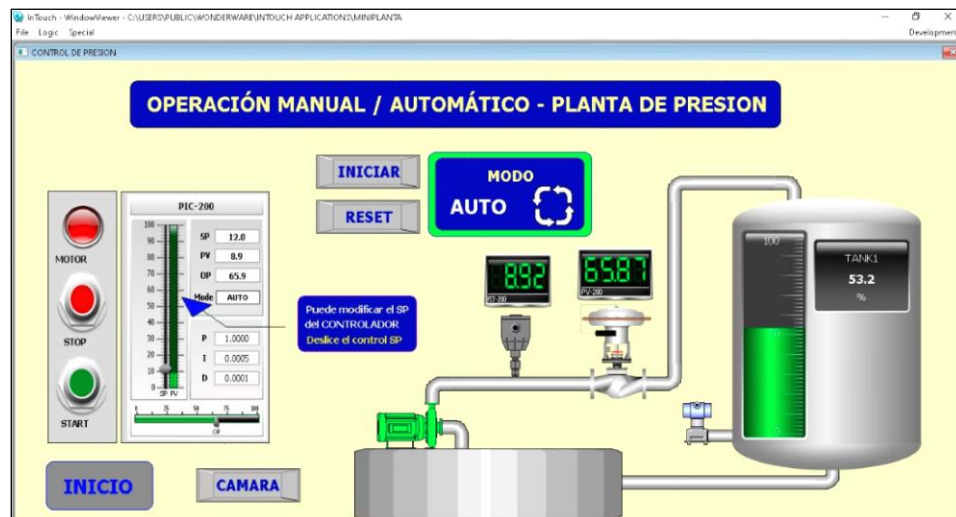 InTouch - WindowViewer - C:\USERS\PUBLIC\WONDERWARE\INTOUCH APPLICATIONS\MINIPLANTA
File Logic Special
Development
CONTROL DE PRESION
OPERACIÓN MANUAL / AUTOMÁTICO - PLANTA DE PRESION
INICIAR
RESET
MODO
AUTO
MOTOR
STOP
START
PIC-200
100
90
80
70
60
50
40
30
20
10
0
SP PV
SP 12.0
PV 8.9
OP 65.9
Mode AUTO
P 1.0000
I 0.0005
D 0.0001
0 25 50 75 100
OP
Puede modificar el SP
del CONTROLADOR
Deslice el control SP
8.92
65.87
PV-200
100
0
TANK1
53.2
%
INICIO
CAMARA